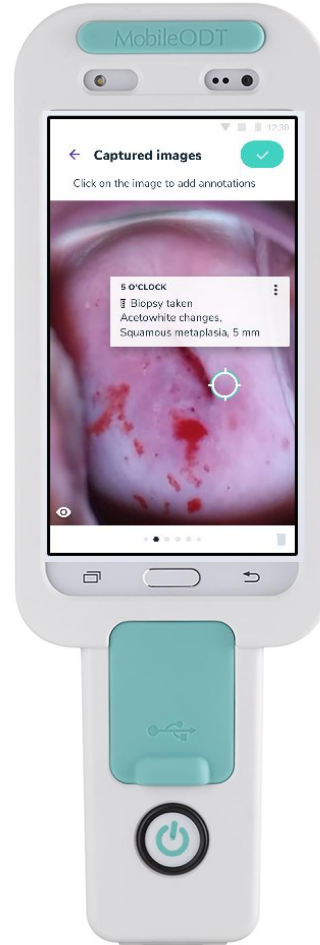 MobileODT
12:30
Captured images
Click on the image to add annotations
5 O'CLOCK
Biopsy taken
Acetowhite changes,
Squamous metaplasia, 5 mm